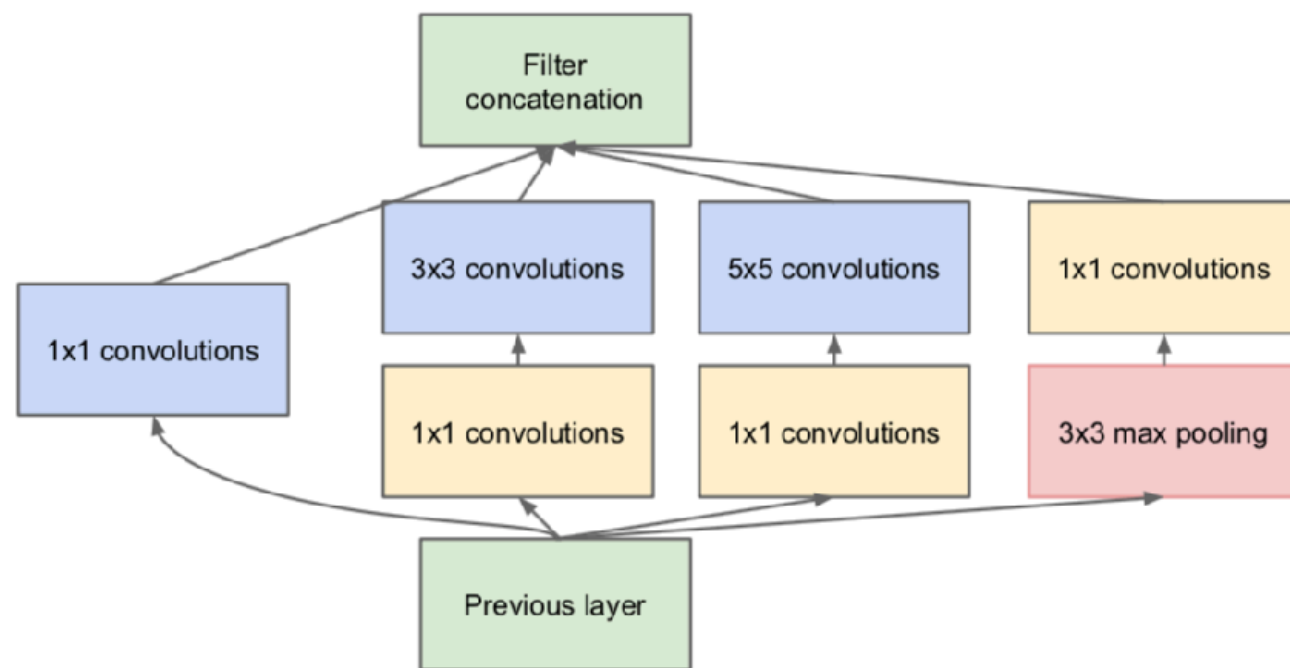 Filter
concatenation
3x3 convolutions
5x5 convolutions
1x1 convolutions
1x1 convolutions
1x1 convolutions
1x1 convolutions
3x3 max pooling
Previous layer